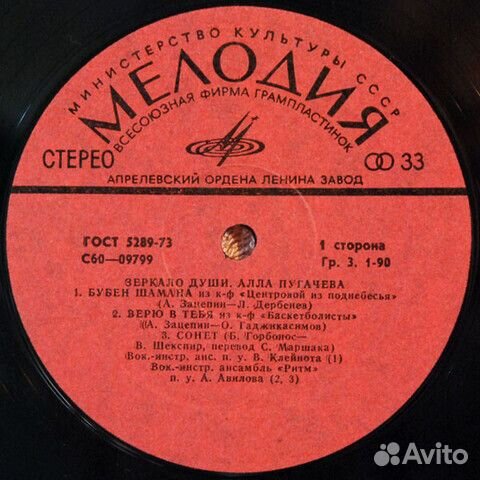 МИНИСТЕРСТВО КУЛЬТУРЫ СССР
МЕЛОДИЯ
ВСЕСОЮЗНАЯ ФИРМА ГРАМПЛАСТИНОК
СТЕРЕО
33
АПРЕЛЕВСКИЙ ОРДЕНА ЛЕНИНА ЗАВОД
ГОСТ 5289-73
1 сторона
С60—09799
Гр. 3. 1-90
ЗЕРКАЛО ДУШИ. АЛЛА ПУГАЧЕВА
1. БУБЕН ШАМАНА из к-ф «Центровой из поднебесья»
(А. Зацепин—Л. Дербенев)
2. ВЕРЮ В ТЕБЯ из к-ф «Баскетболисты»
(А. Зацепин—О. Гаджикасимов)
3. СОНЕТ (Б. Горбонос—
В. Шекспир, перевод С. Маршака)
Вок.-инстр. анс. п. у. В. Клейнота (1)
Вок.-инстр. ансамбль «Ритм»
п. у. А. Авилова (2, 3)
Avito